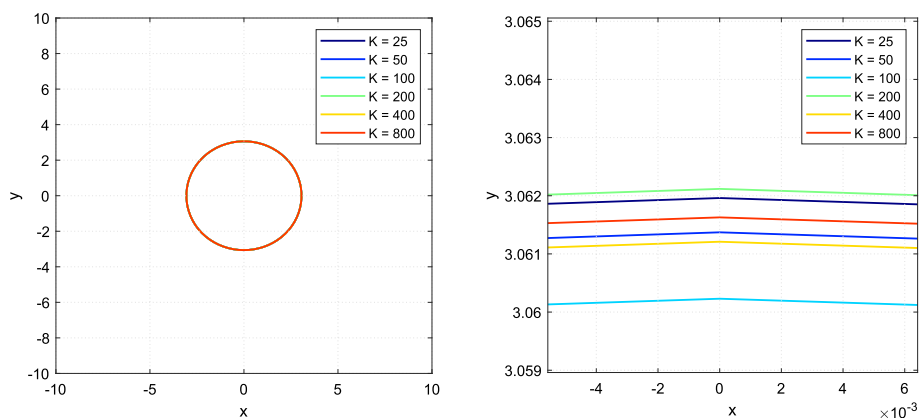 10
8
6
4
2
0
-2
-4
-6
-8
-10
y
-10
-5
0
5
10
x
K = 25
K = 50
K = 100
K = 200
K = 400
K = 800
3.065
3.064
3.063
3.062
3.061
3.06
3.059
y
-4
-2
0
2
4
6
x
×10⁻³
K = 25
K = 50
K = 100
K = 200
K = 400
K = 800